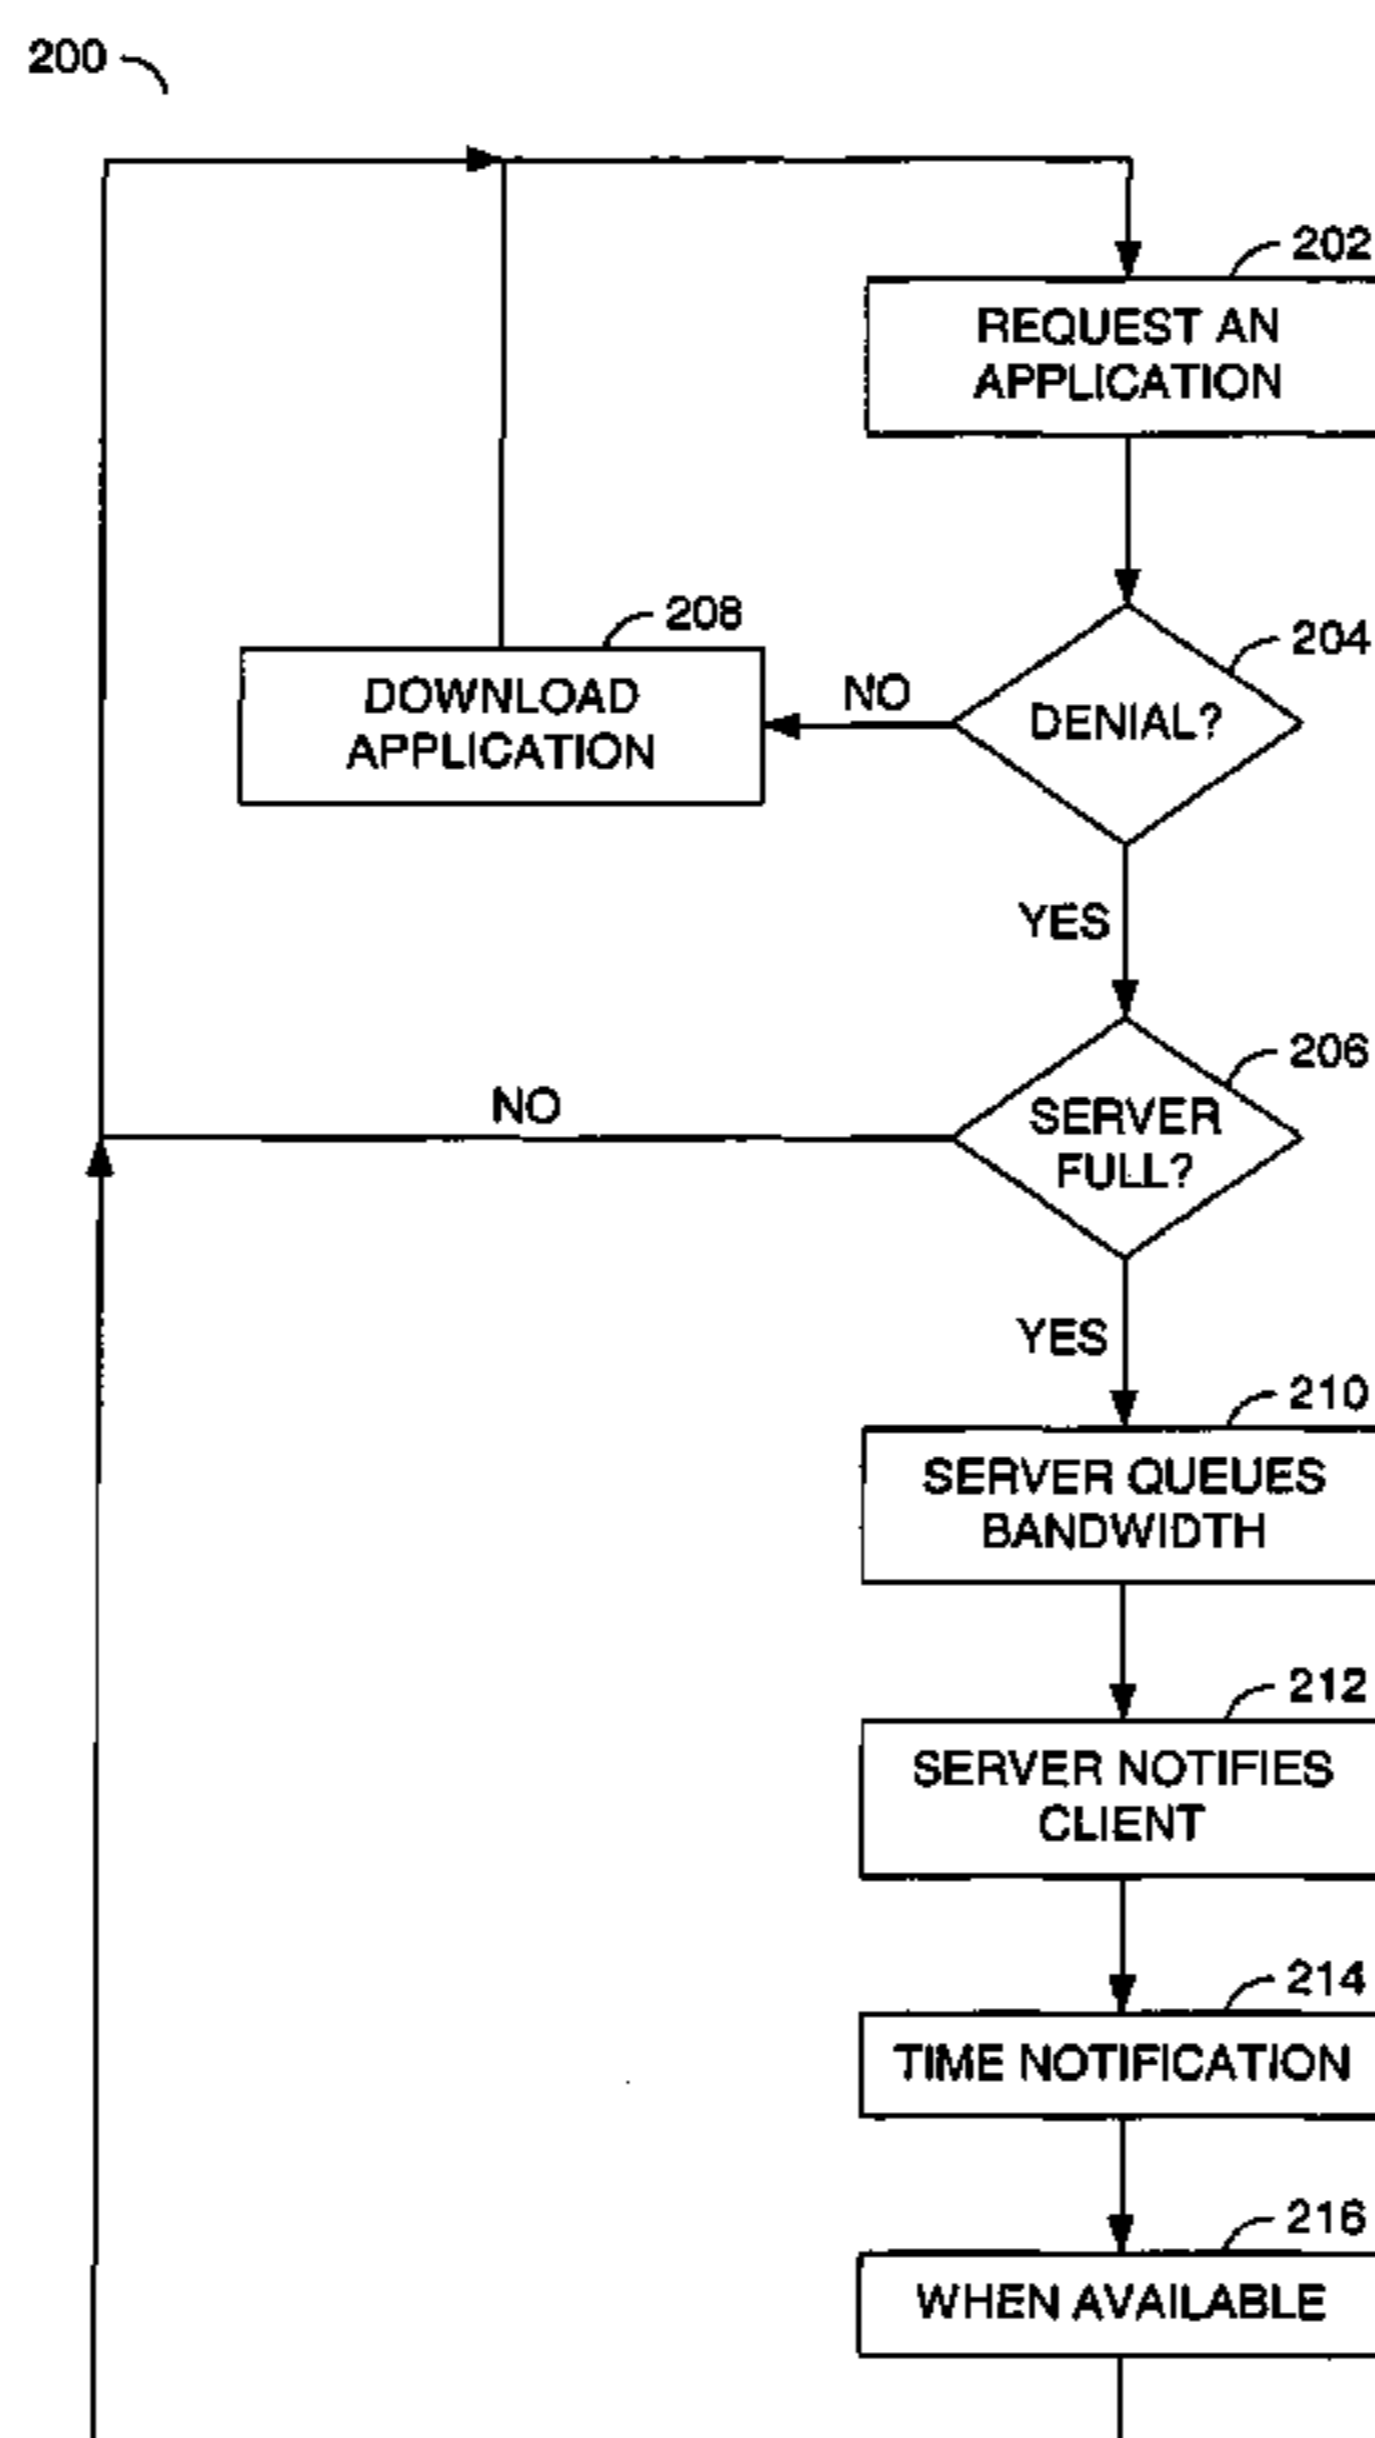 200
202
REQUEST AN
APPLICATION
208
DOWNLOAD
APPLICATION
NO
204
DENIAL?
YES
206
SERVER
FULL?
NO
YES
210
SERVER QUEUES
BANDWIDTH
212
SERVER NOTIFIES
CLIENT
214
TIME NOTIFICATION
216
WHEN AVAILABLE